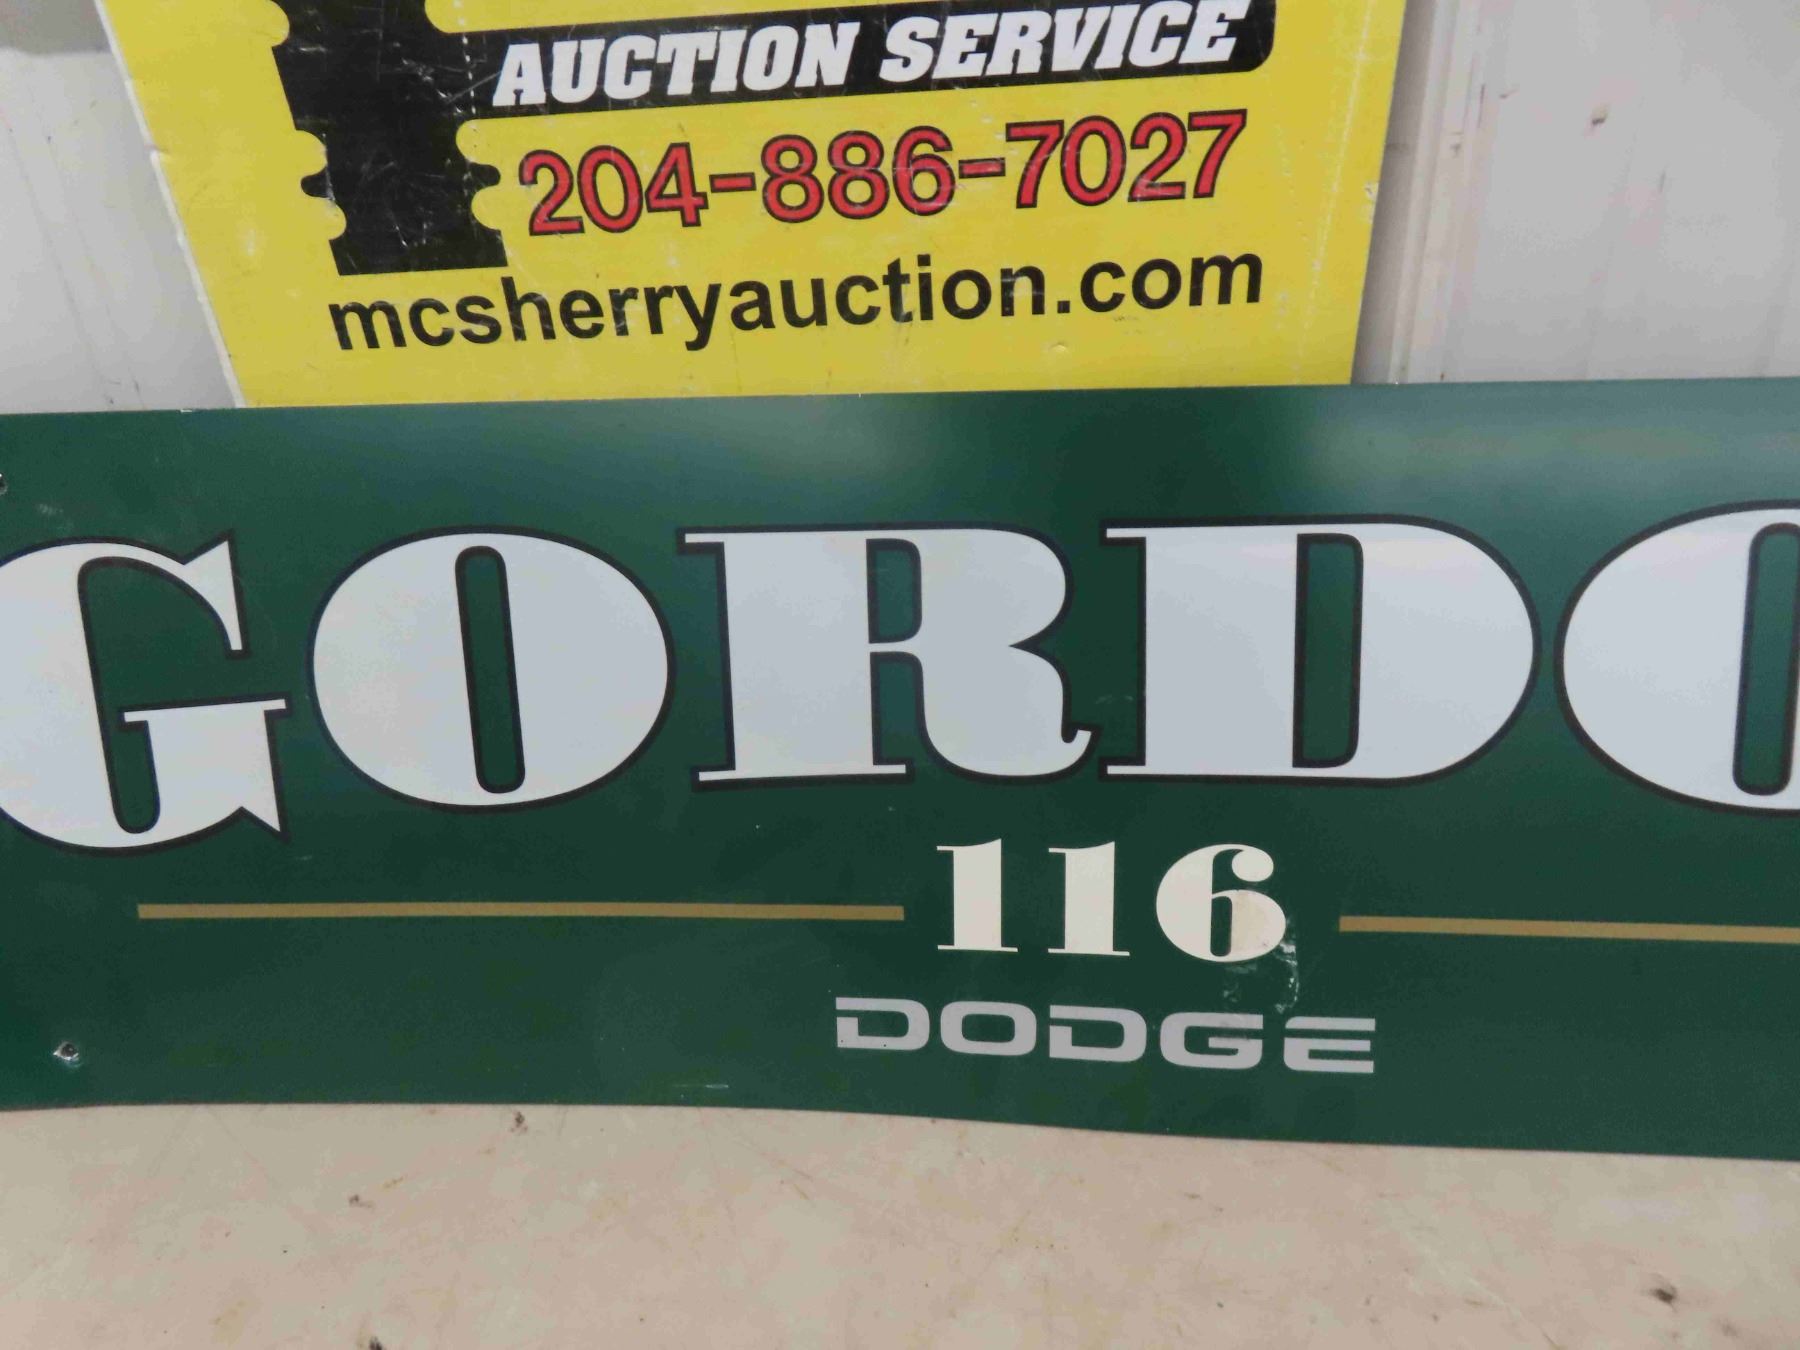 AUCTION SERVICE
204-886-7027
mcsherryauction.com
GORDO
116
DODGE